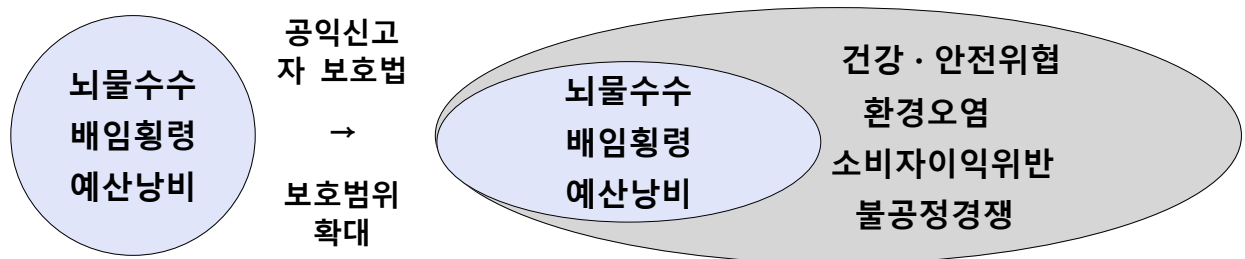 뇌물수수
배임횡령
예산낭비
공익신고
자 보호법
→
보호범위
확대
뇌물수수
배임횡령
예산낭비
건강 · 안전위협
환경오염
소비자이익위반
불공정경쟁